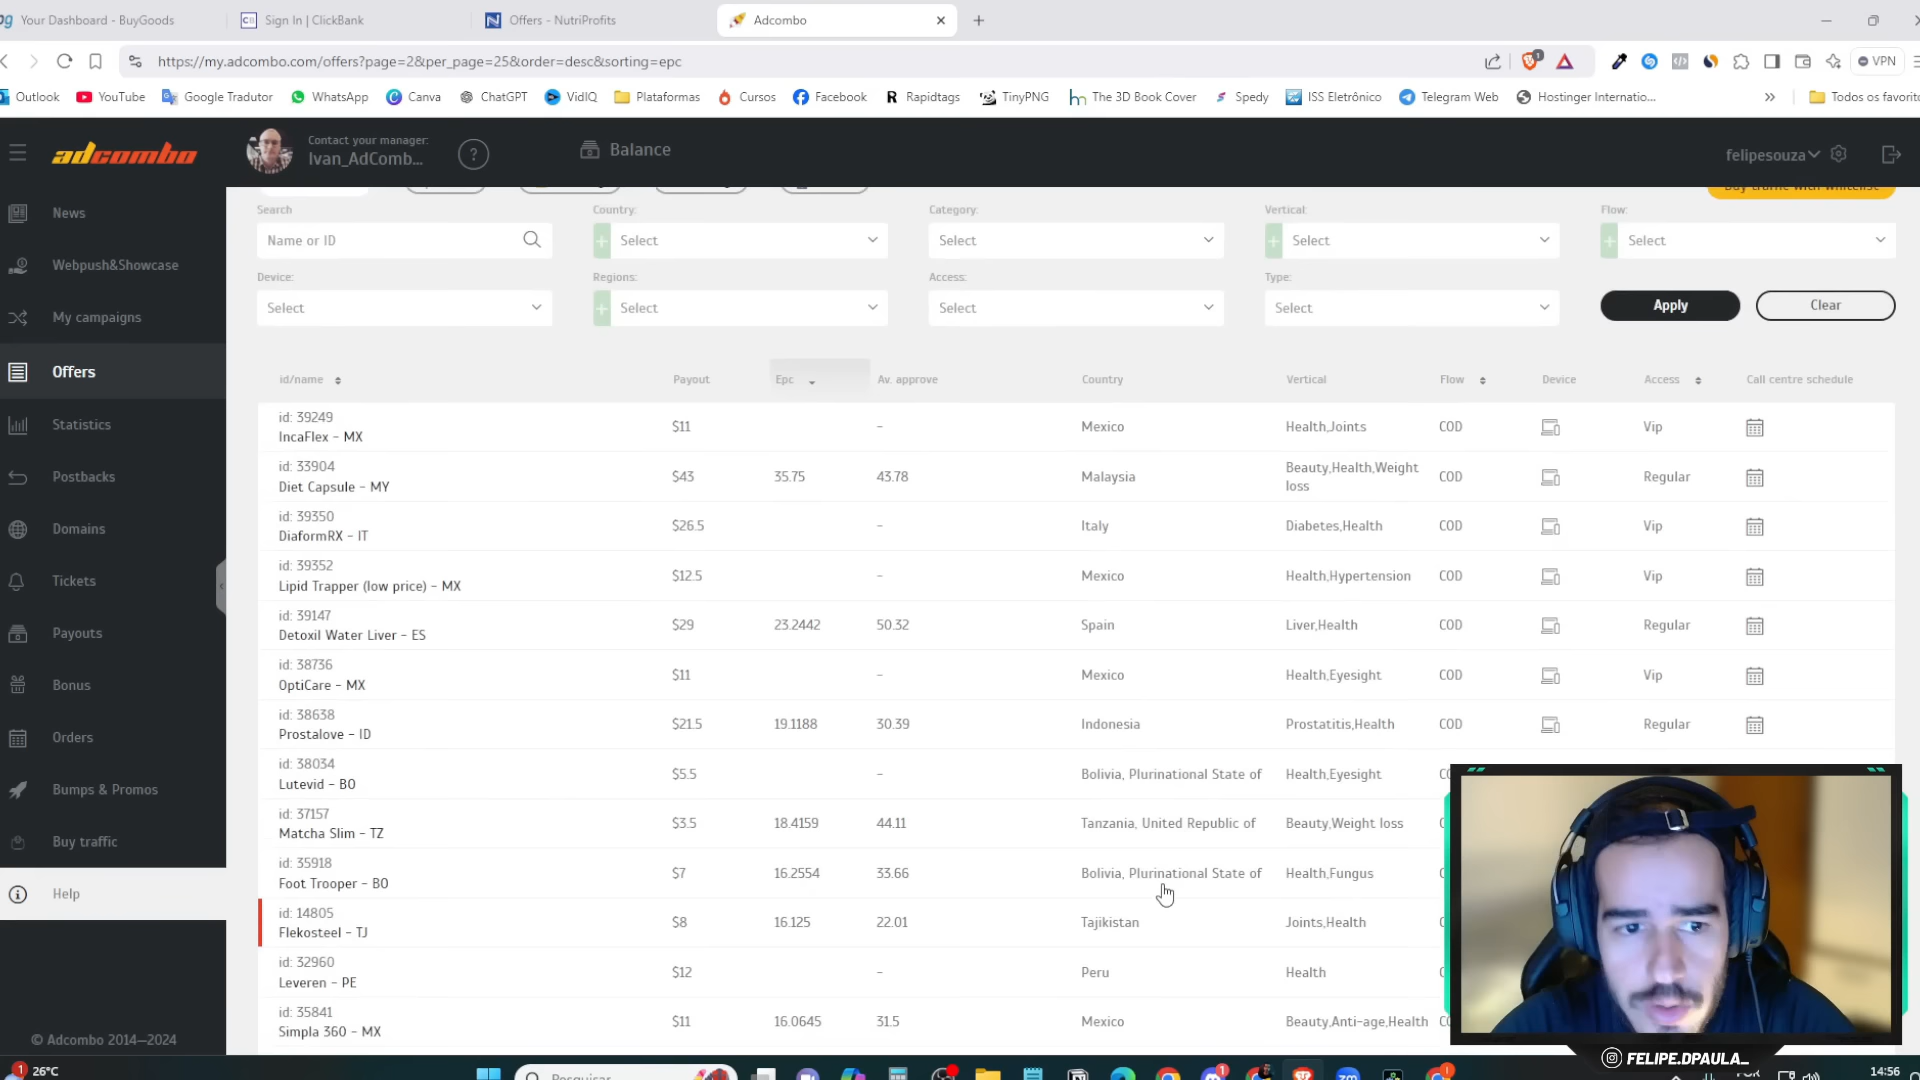 Your Dashboard - BuyGoods
Sign In | ClickBank
Offers - NutriProfits
Adcombo
https://my.adcombo.com/offers?page=2&per_page=25&order=desc&sorting=epc
VPN
Outlook
YouTube
Google Tradutor
WhatsApp
Canva
ChatGPT
VidIQ
Plataformas
Cursos
Facebook
Rapidtags
TinyPNG
The 3D Book Cover
Spedy
ISS Eletrônico
Telegram Web
Hostinger Internatio...
Todos os favorito
adcombo
Contact your manager:
Ivan_AdComb...
Balance
felipesouza
News
Webpush&Showcase
My campaigns
Offers
Statistics
Postbacks
Domains
Tickets
Payouts
Bonus
Orders
Bumps & Promos
Buy traffic
Help
© Adcombo 2014—2024
Buy traffic with whitelist
Search
Country:
Category:
Vertical:
Flow:
Name or ID
Select
Select
Select
Select
Device:
Regions:
Access:
Type:
Select
Select
Select
Select
Apply
Clear
id/name Payout Epc Av. approve Country Vertical Flow Device Access Call centre schedule
id: 39249
IncaFlex - MX $11 - Mexico Health,Joints COD Vip
id: 33904
Diet Capsule - MY $43 35.75 43.78 Malaysia Beauty,Health,Weight loss COD Regular
id: 39350
DiaformRX - IT $26.5 - Italy Diabetes,Health COD Vip
id: 39352
Lipid Trapper (low price) - MX $12.5 - Mexico Health,Hypertension COD Vip
id: 39147
Detoxil Water Liver - ES $29 23.2442 50.32 Spain Liver,Health COD Regular
id: 38736
OptiCare - MX $11 - Mexico Health,Eyesight COD Vip
id: 38638
Prostalove - ID $21.5 19.1188 30.39 Indonesia Prostatitis,Health COD Regular
id: 38034
Lutevid - BO $5.5 - Bolivia, Plurinational State of Health,Eyesight
id: 37157
Matcha Slim - TZ $3.5 18.4159 44.11 Tanzania, United Republic of Beauty,Weight loss
id: 35918
Foot Trooper - BO $7 16.2554 33.66 Bolivia, Plurinational State of Health,Fungus
id: 14805
Flekosteel - TJ $8 16.125 22.01 Tajikistan Joints,Health
id: 32960
Leveren - PE $12 - Peru Health
id: 35841
Simpla 360 - MX $11 16.0645 31.5 Mexico Beauty,Anti-age,Health
FELIPE.DPAULA_
26°C
Pesquisar
14:56